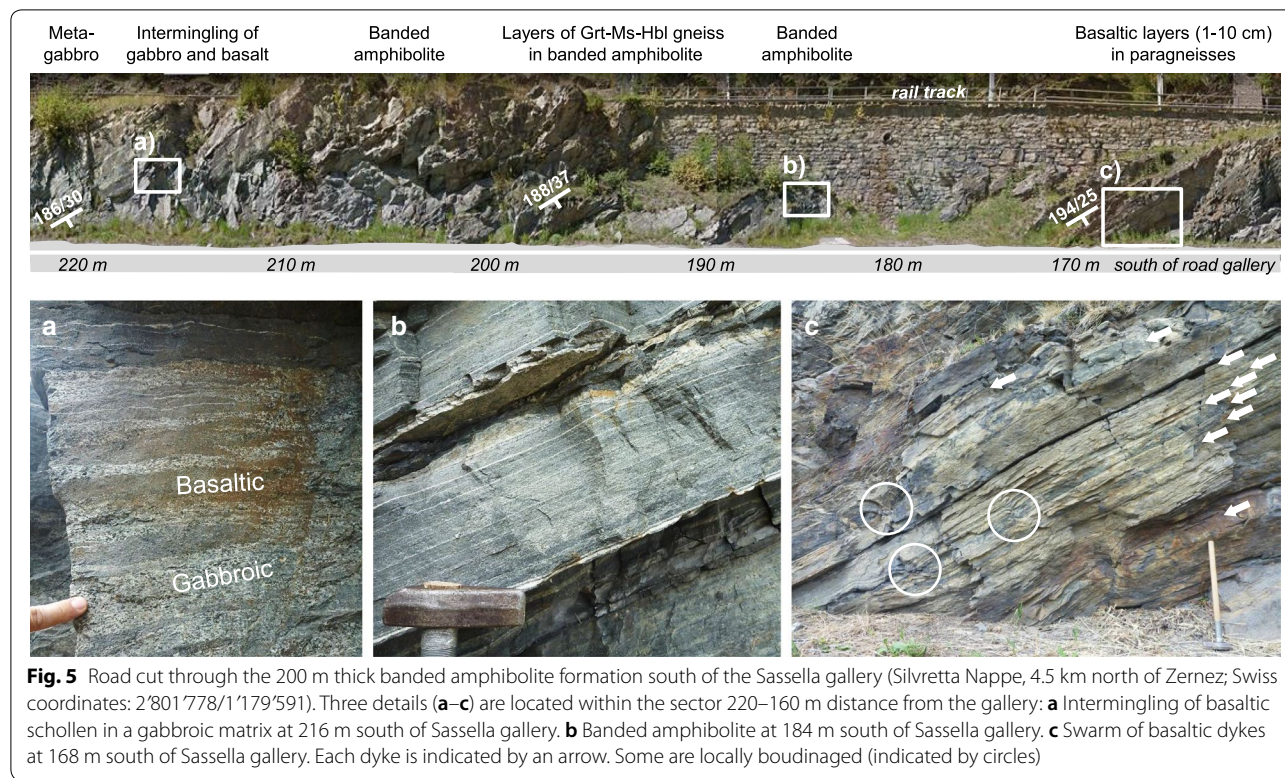 Meta- Intermingling of Banded Layers of Grt-Ms-Hbl gneiss Banded Basaltic layers (1-10 cm)
gabbro gabbro and basalt amphibolite in banded amphibolite amphibolite in paragneisses
rail track
a)
b)
c)
186/30
188/37
194/25
220 m 210 m 200 m 190 m 180 m 170 m south of road gallery
a
Basaltic
Gabbroic
b
c
Fig. 5 Road cut through the 200 m thick banded amphibolite formation south of the Sassella gallery (Silvretta Nappe, 4.5 km north of Zernez; Swiss
coordinates: 2′801′778/1′179′591). Three details (a–c) are located within the sector 220–160 m distance from the gallery: a Intermingling of basaltic
schollen in a gabbroic matrix at 216 m south of Sassella gallery. b Banded amphibolite at 184 m south of Sassella gallery. c Swarm of basaltic dykes
at 168 m south of Sassella gallery. Each dyke is indicated by an arrow. Some are locally boudinaged (indicated by circles)